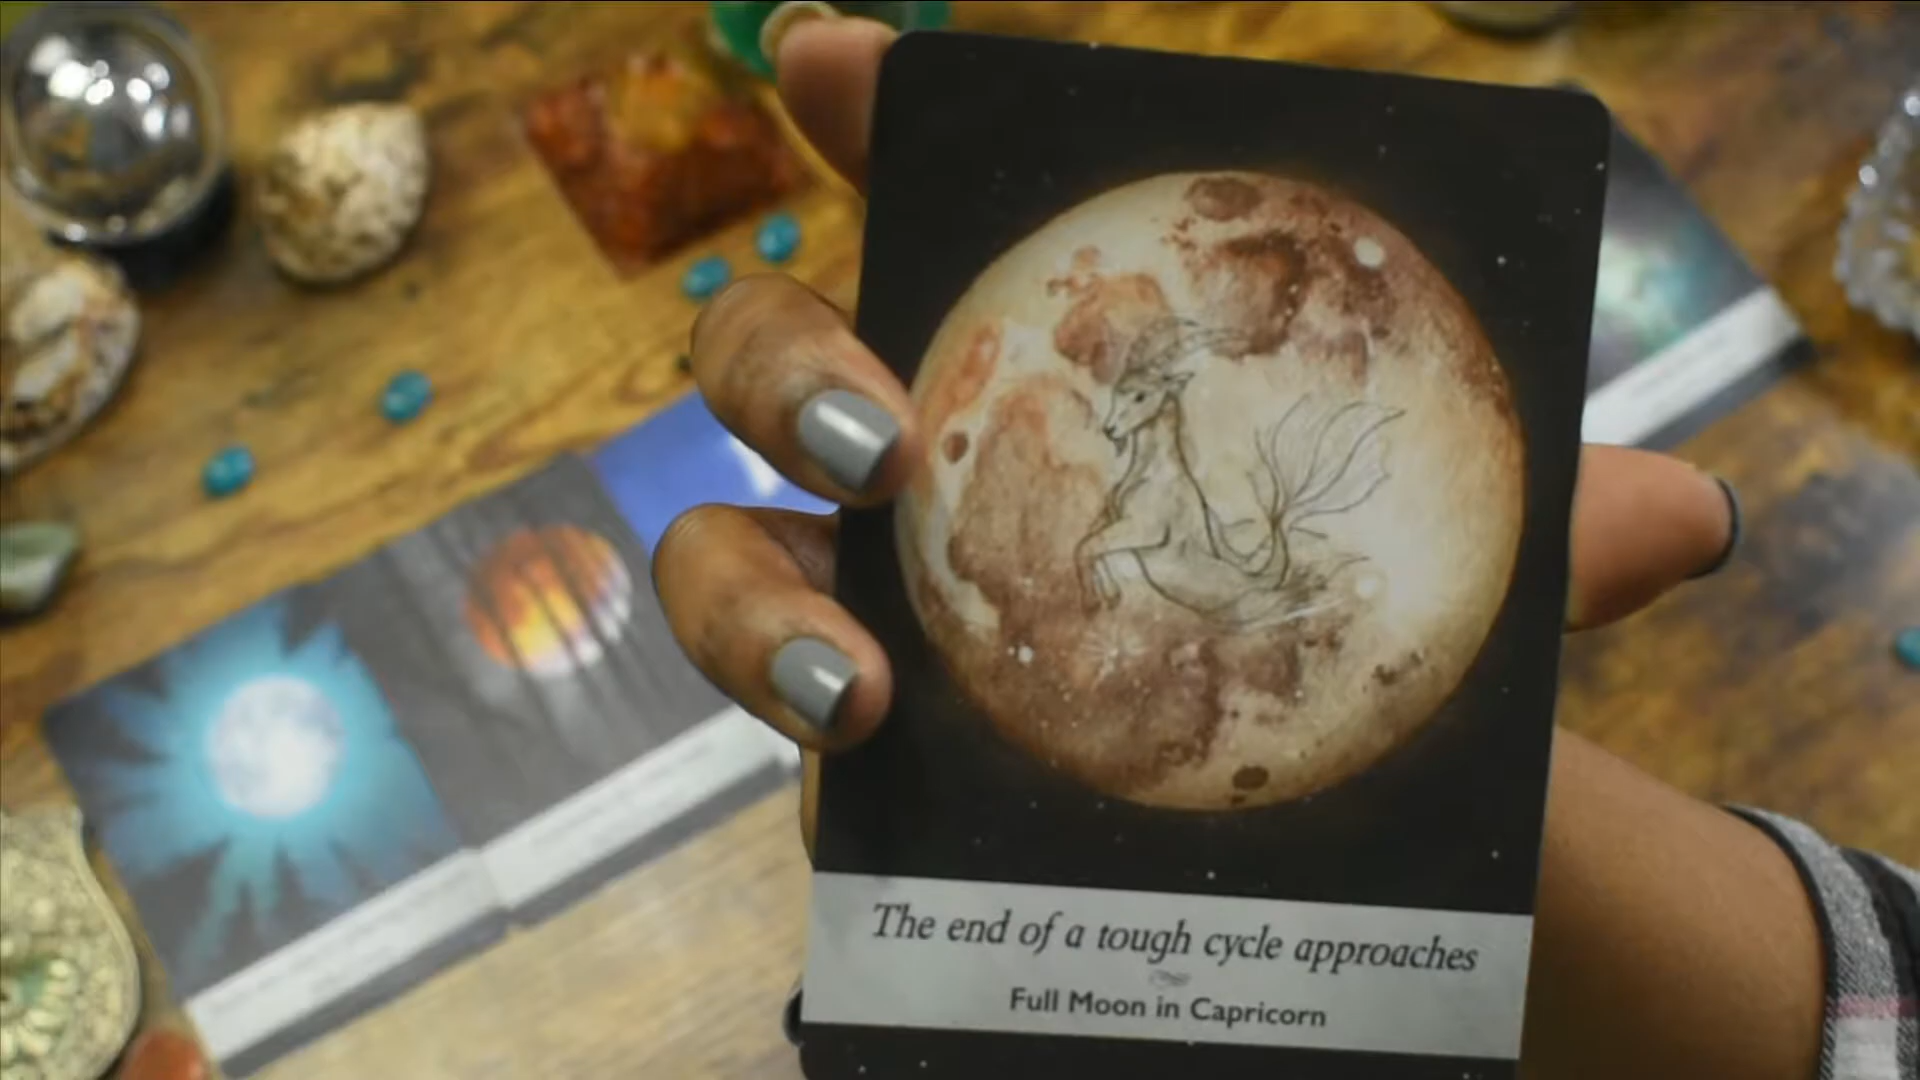 The end of a tough cycle approaches
Full Moon in Capricorn